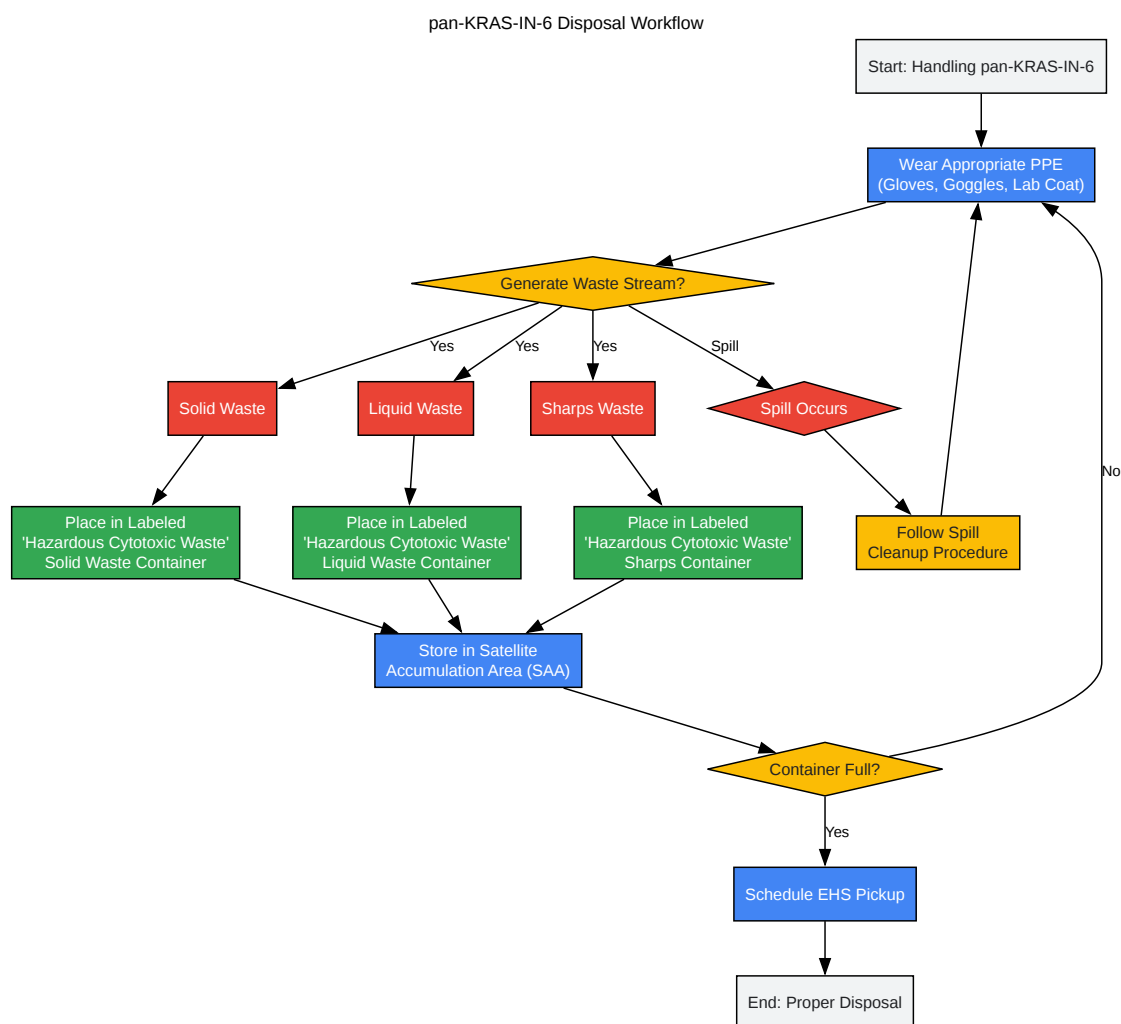 pan-KRAS-IN-6 Disposal Workflow
Start: Handling pan-KRAS-IN-6
Wear Appropriate PPE
(Gloves, Goggles, Lab Coat)
Generate Waste Stream?
Yes
Yes
Yes
Spill
Solid Waste
Liquid Waste
Sharps Waste
Spill Occurs
No
Place in Labeled
'Hazardous Cytotoxic Waste'
Solid Waste Container
Place in Labeled
'Hazardous Cytotoxic Waste'
Liquid Waste Container
Place in Labeled
'Hazardous Cytotoxic Waste'
Sharps Container
Follow Spill
Cleanup Procedure
Store in Satellite
Accumulation Area (SAA)
Container Full?
Yes
Schedule EHS Pickup
End: Proper Disposal